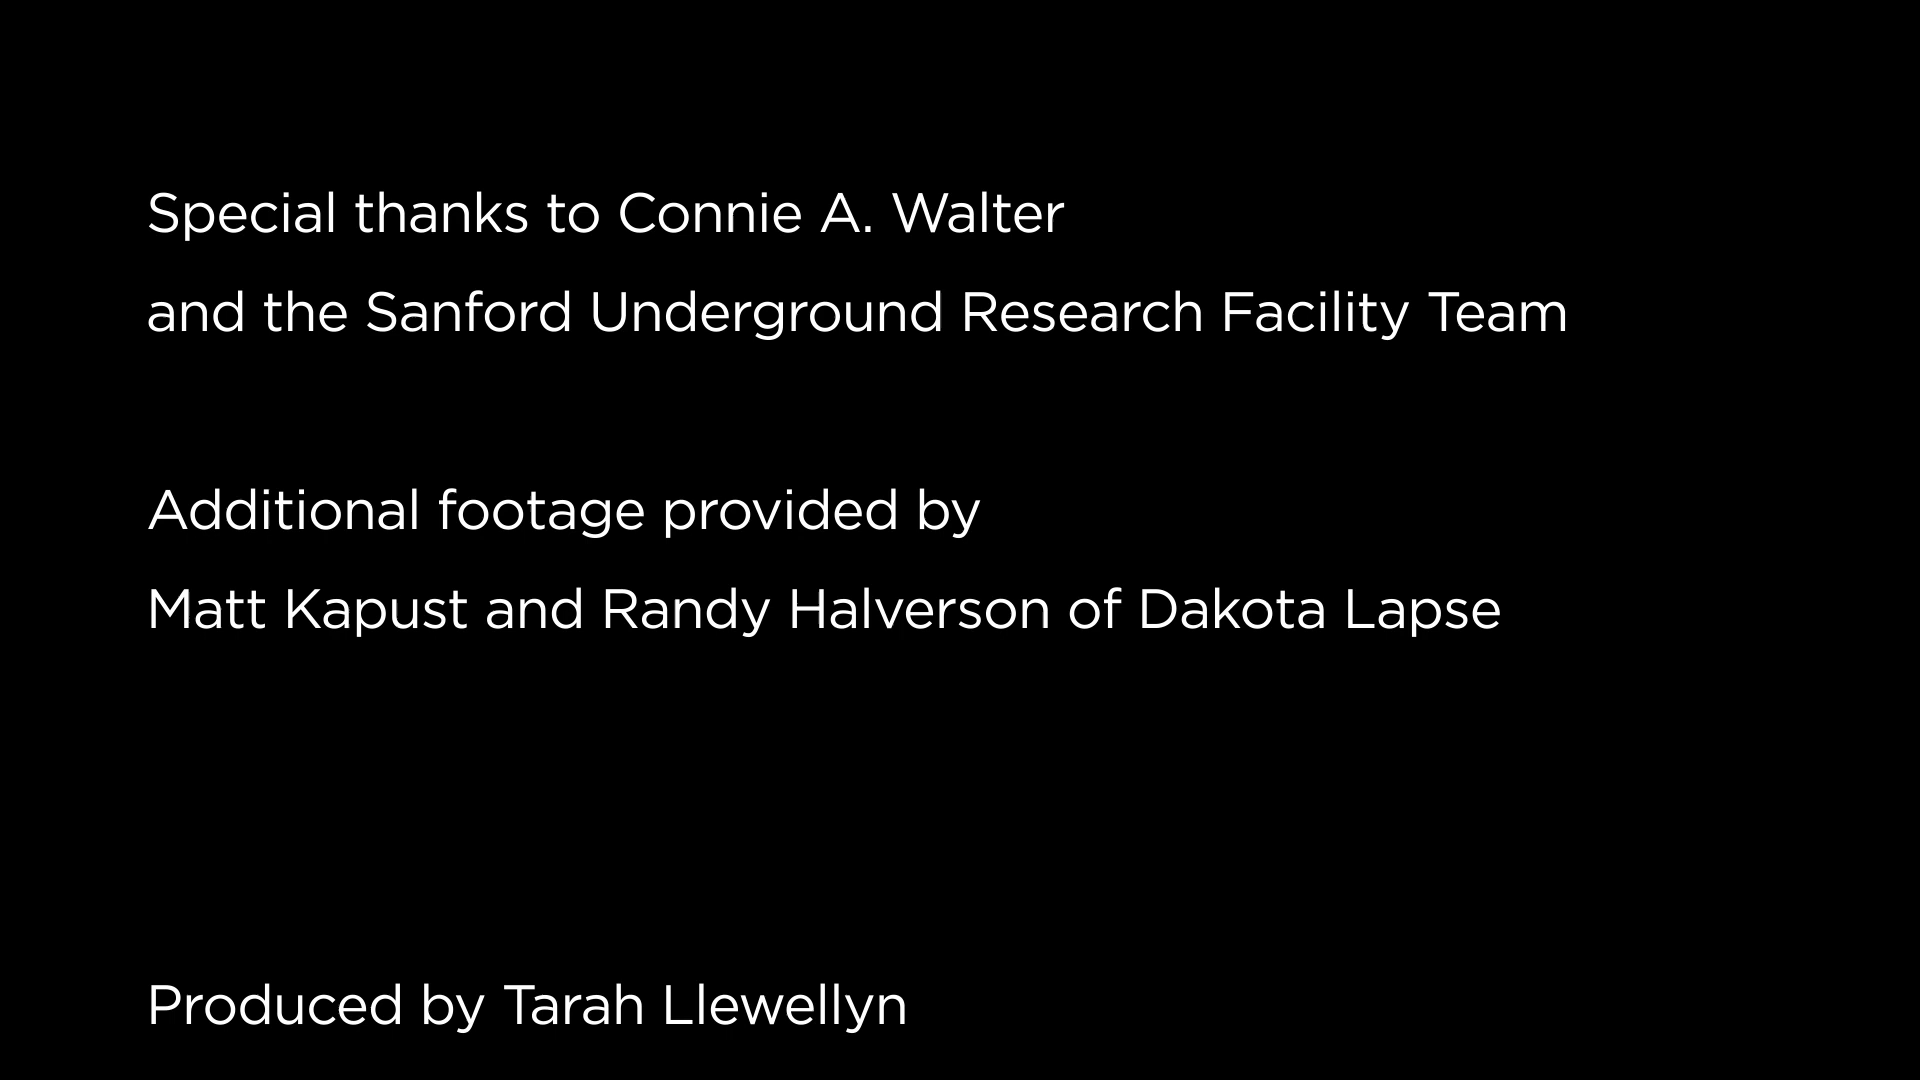 Special thanks to Connie A. Walter
and the Sanford Underground Research Facility Team
Additional footage provided by
Matt Kapust and Randy Halverson of Dakota Lapse
Produced by Tarah Llewellyn